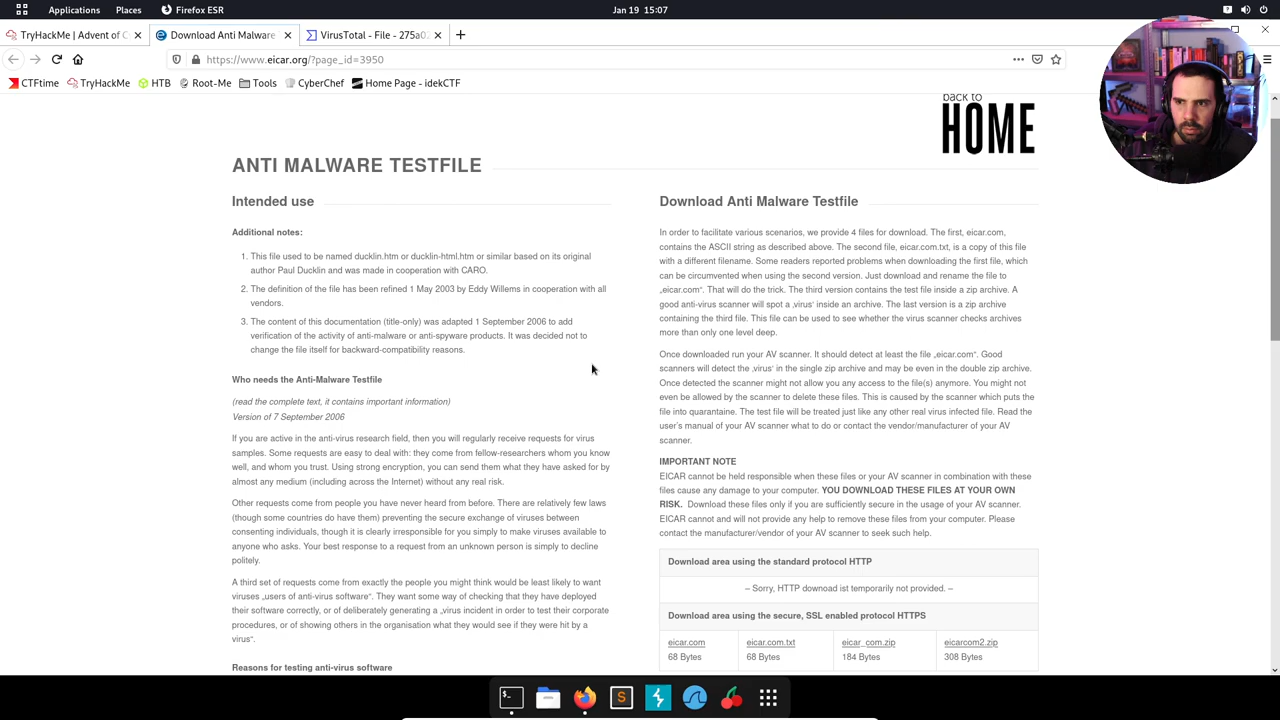 Applications Places Firefox ESR Jan 19 15:07
TryHackMe | Advent of C
Download Anti Malware
VirusTotal - File - 275a02
https://www.eicar.org/?page_id=3950
CTFtime TryHackMe HTB Root-Me Tools CyberChef Home Page - idekCTF
back to
HOME
ANTI MALWARE TESTFILE
Intended use
Additional notes:
1. This file used to be named ducklin.htm or ducklin-html.htm or similar based on its original
author Paul Ducklin and was made in cooperation with CARO.
2. The definition of the file has been refined 1 May 2003 by Eddy Willems in cooperation with all
vendors.
3. The content of this documentation (title-only) was adapted 1 September 2006 to add
verification of the activity of anti-malware or anti-spyware products. It was decided not to
change the file itself for backward-compatibility reasons.
Who needs the Anti-Malware Testfile
(read the complete text, it contains important information)
Version of 7 September 2006
If you are active in the anti-virus research field, then you will regularly receive requests for virus
samples. Some requests are easy to deal with: they come from fellow-researchers whom you know
well, and whom you trust. Using strong encryption, you can send them what they have asked for by
almost any medium (including across the Internet) without any real risk.
Other requests come from people you have never heard from before. There are relatively few laws
(though some countries do have them) preventing the secure exchange of viruses between
consenting individuals, though it is clearly irresponsible for you simply to make viruses available to
anyone who asks. Your best response to a request from an unknown person is simply to decline
politely.
A third set of requests come from exactly the people you might think would be least likely to want
viruses „users of anti-virus software“. They want some way of checking that they have deployed
their software correctly, or of deliberately generating a „virus incident in order to test their corporate
procedures, or of showing others in the organisation what they would see if they were hit by a
virus“.
Reasons for testing anti-virus software
Download Anti Malware Testfile
In order to facilitate various scenarios, we provide 4 files for download. The first, eicar.com,
contains the ASCII string as described above. The second file, eicar.com.txt, is a copy of this file
with a different filename. Some readers reported problems when downloading the first file, which
can be circumvented when using the second version. Just download and rename the file to
„eicar.com“. That will do the trick. The third version contains the test file inside a zip archive. A
good anti-virus scanner will spot a ‚virus‘ inside an archive. The last version is a zip archive
containing the third file. This file can be used to see whether the virus scanner checks archives
more than only one level deep.
Once downloaded run your AV scanner. It should detect at least the file „eicar.com“. Good
scanners will detect the ‚virus‘ in the single zip archive and may be even in the double zip archive.
Once detected the scanner might not allow you any access to the file(s) anymore. You might not
even be allowed by the scanner to delete these files. This is caused by the scanner which puts the
file into quarantaine. The test file will be treated just like any other real virus infected file. Read the
user's manual of your AV scanner what to do or contact the vendor/manufacturer of your AV
scanner.
IMPORTANT NOTE
EICAR cannot be held responsible when these files or your AV scanner in combination with these
files cause any damage to your computer. YOU DOWNLOAD THESE FILES AT YOUR OWN
RISK. Download these files only if you are sufficiently secure in the usage of your AV scanner.
EICAR cannot and will not provide any help to remove these files from your computer. Please
contact the manufacturer/vendor of your AV scanner to seek such help.
Download area using the standard protocol HTTP
– Sorry, HTTP downoad ist temporarily not provided. –
Download area using the secure, SSL enabled protocol HTTPS
eicar.com eicar.com.txt eicar_com.zip eicarcom2.zip
68 Bytes 68 Bytes 184 Bytes 308 Bytes